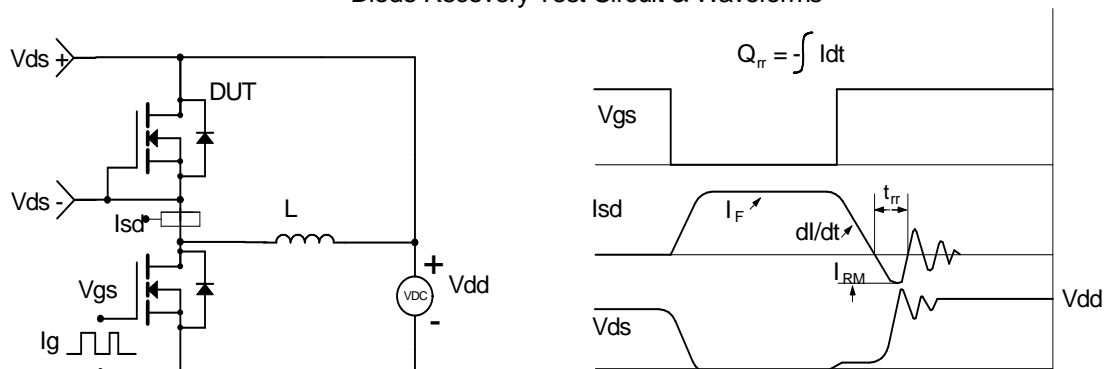 Diode Recovery Test Circuit & Waveforms
Vds +
DUT
Vds -
Isd
L
Vgs
Ig
VDC
+
-
Vdd
Qrr = -∫ Idt
Vgs
Isd
IF
dI/dt
trr
IRM
Vds
Vdd